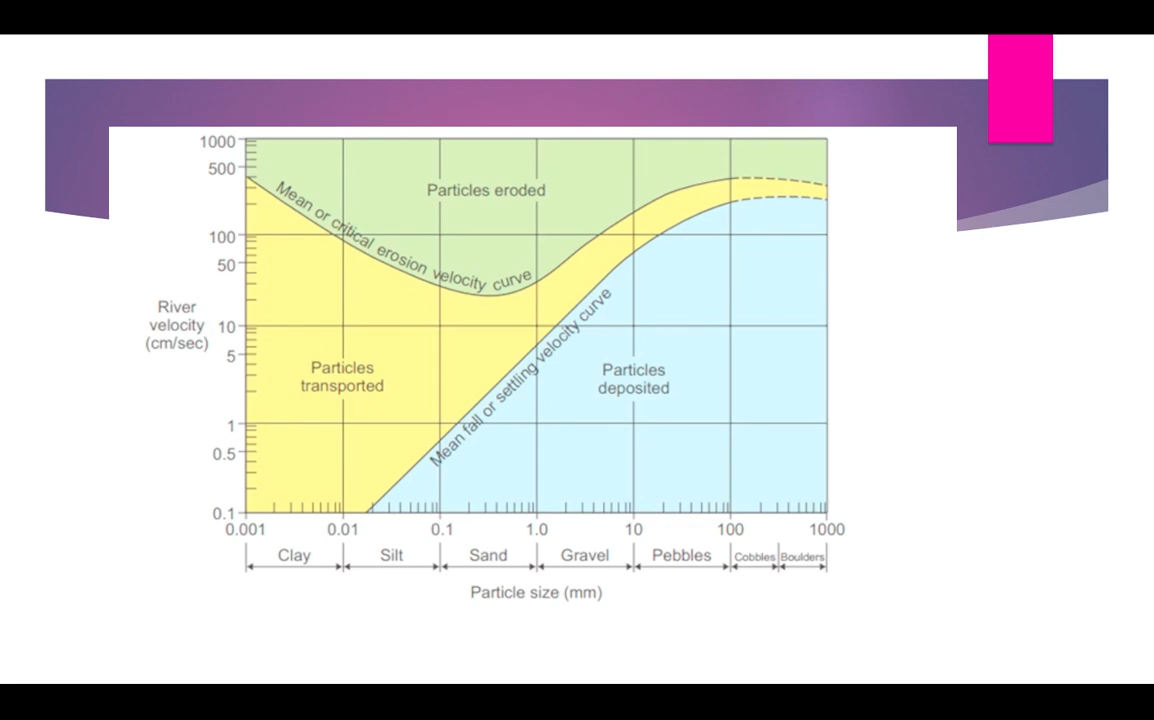 1000
500
100
50
10
5
1
0.5
0.1
River
velocity
(cm/sec)
Particles eroded
Mean or critical erosion velocity curve
Particles
transported
Mean fall or settling velocity curve
Particles
deposited
0.001 0.01 0.1 1.0 10 100 1000
Clay Silt Sand Gravel Pebbles Cobbles Boulders
Particle size (mm)